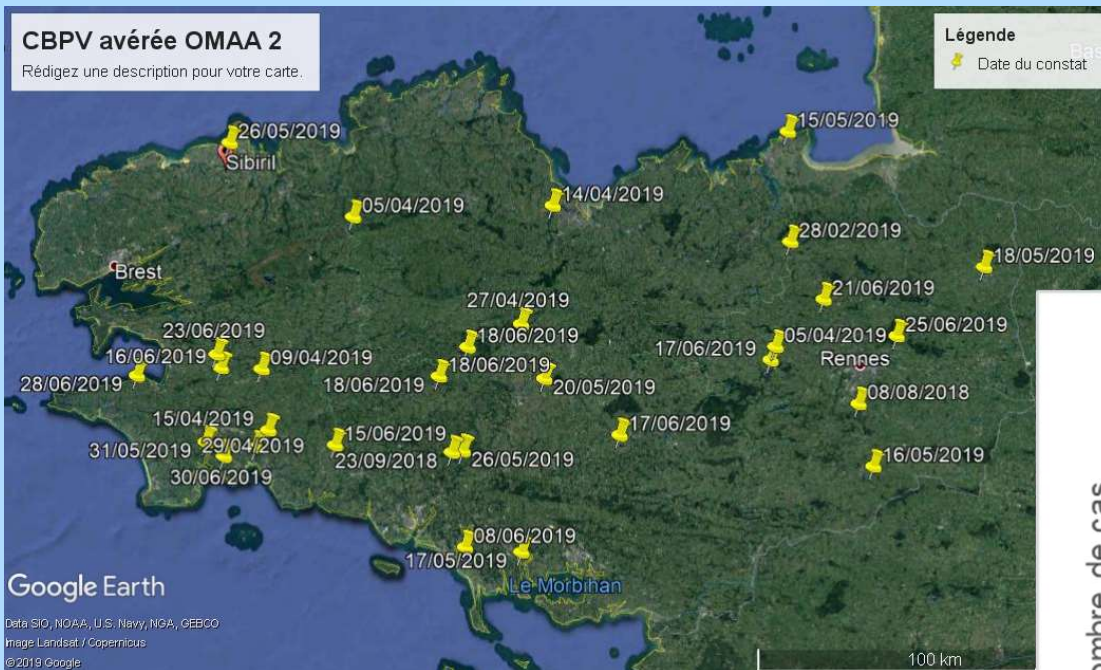 CBPV avérée OMAA 2
Rédigez une description pour votre carte.
Légende
Date du constat
26/05/2019
Sibiril
15/05/2019
05/04/2019
14/04/2019
28/02/2019
18/05/2019
Brest
21/06/2019
27/04/2019
23/06/2019
18/06/2019
05/04/2019
25/06/2019
16/06/2019
09/04/2019
18/06/2019
17/06/2019
Rennes
28/06/2019
18/06/2019
20/05/2019
08/08/2018
15/04/2019
15/06/2019
17/06/2019
31/05/2019
29/04/2019
23/09/2018
26/05/2019
16/05/2019
30/06/2019
08/06/2019
17/05/2019
Le Morbihan
Google Earth
Data SIO, NOAA, U.S. Navy, NGA, GEBCO
Image Landsat / Copernicus
©2019 Google
100 km
de cas